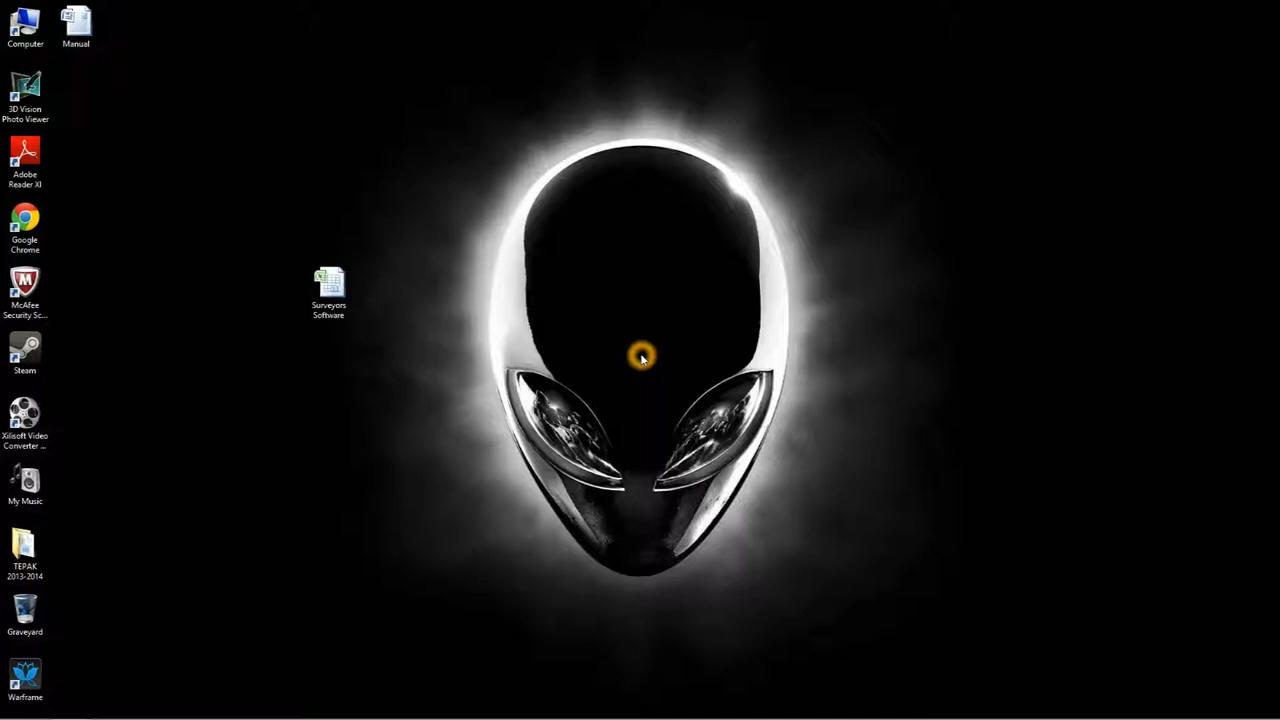 Computer
Manual
3D Vision
Photo Viewer
Adobe
Reader XI
Google
Chrome
McAfee
Security Sc...
Surveyors
Software
Steam
Xilisoft Video
Converter ...
My Music
TEPAK
2013-2014
Graveyard
Warframe